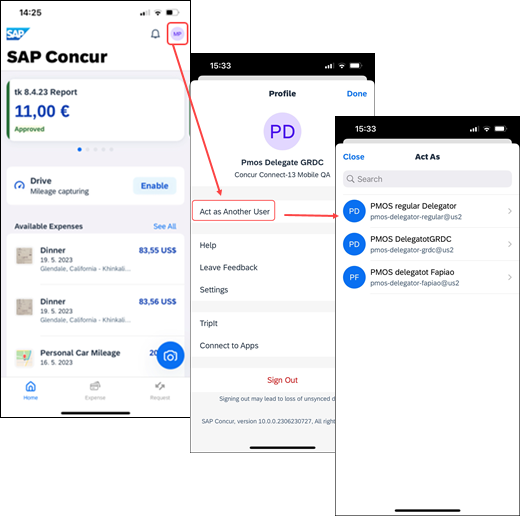 14:25
SAP
MP
SAP Concur
tk 8.4.23 Report
11,00 €
Approved
Drive
Mileage capturing
Enable
Available Expenses
See All
Dinner
83,55 US$
19. 5. 2023
Glendale, California - Khinkali...
Dinner
83,56 US$
19. 5. 2023
Glendale, California - Khinkali...
Personal Car Mileage
16. 5. 2023
Home
Expense
Request
15:33
Profile
Done
PD
Pmos Delegate GRDC
Concur Connect-13 Mobile QA
Act as Another User
Help
Leave Feedback
Settings
TripIt
Connect to Apps
Sign Out
Signing out may lead to loss of unsynced d
SAP Concur, version 10.0.0.2306230727, All right
15:33
Close
Act As
Search
PD
PMOS regular Delegator
pmos-delegator-regular@us2
PD
PMOS DelegatotGRDC
pmos-delegator-grdc@us2
PF
PMOS delegatot Fapiao
pmos-delegator-fapiao@us2